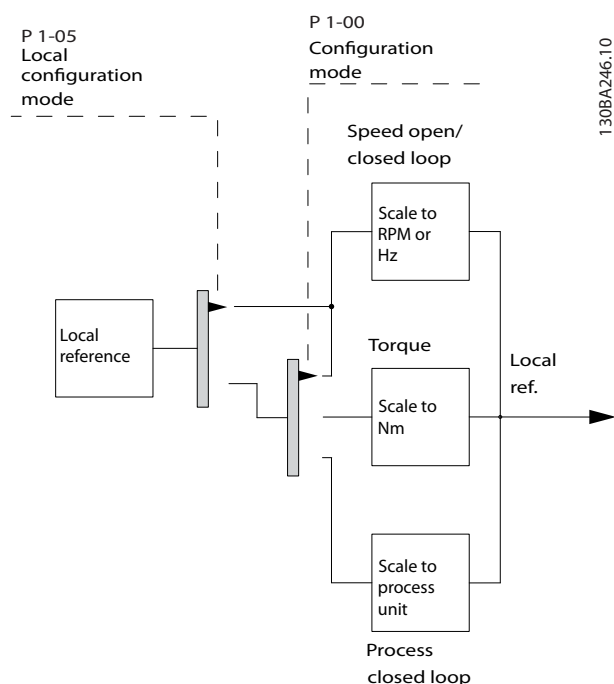 P 1-05
Local
configuration
mode
P 1-00
Configuration
mode
130BA246.10
Speed open/
closed loop
Scale to
RPM or
Hz
Local
reference
Torque
Scale to
Nm
Local
ref.
Scale to
process
unit
Process
closed loop